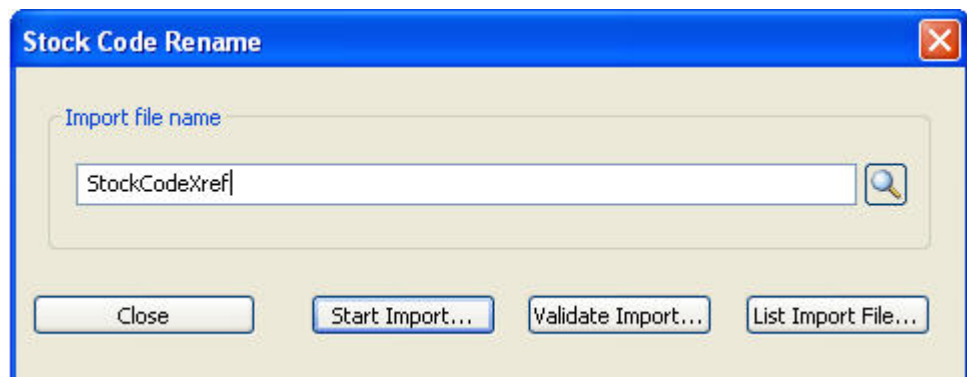 Stock Code Rename
Import file name
StockCodeXref
Close Start Import... Validate Import... List Import File...